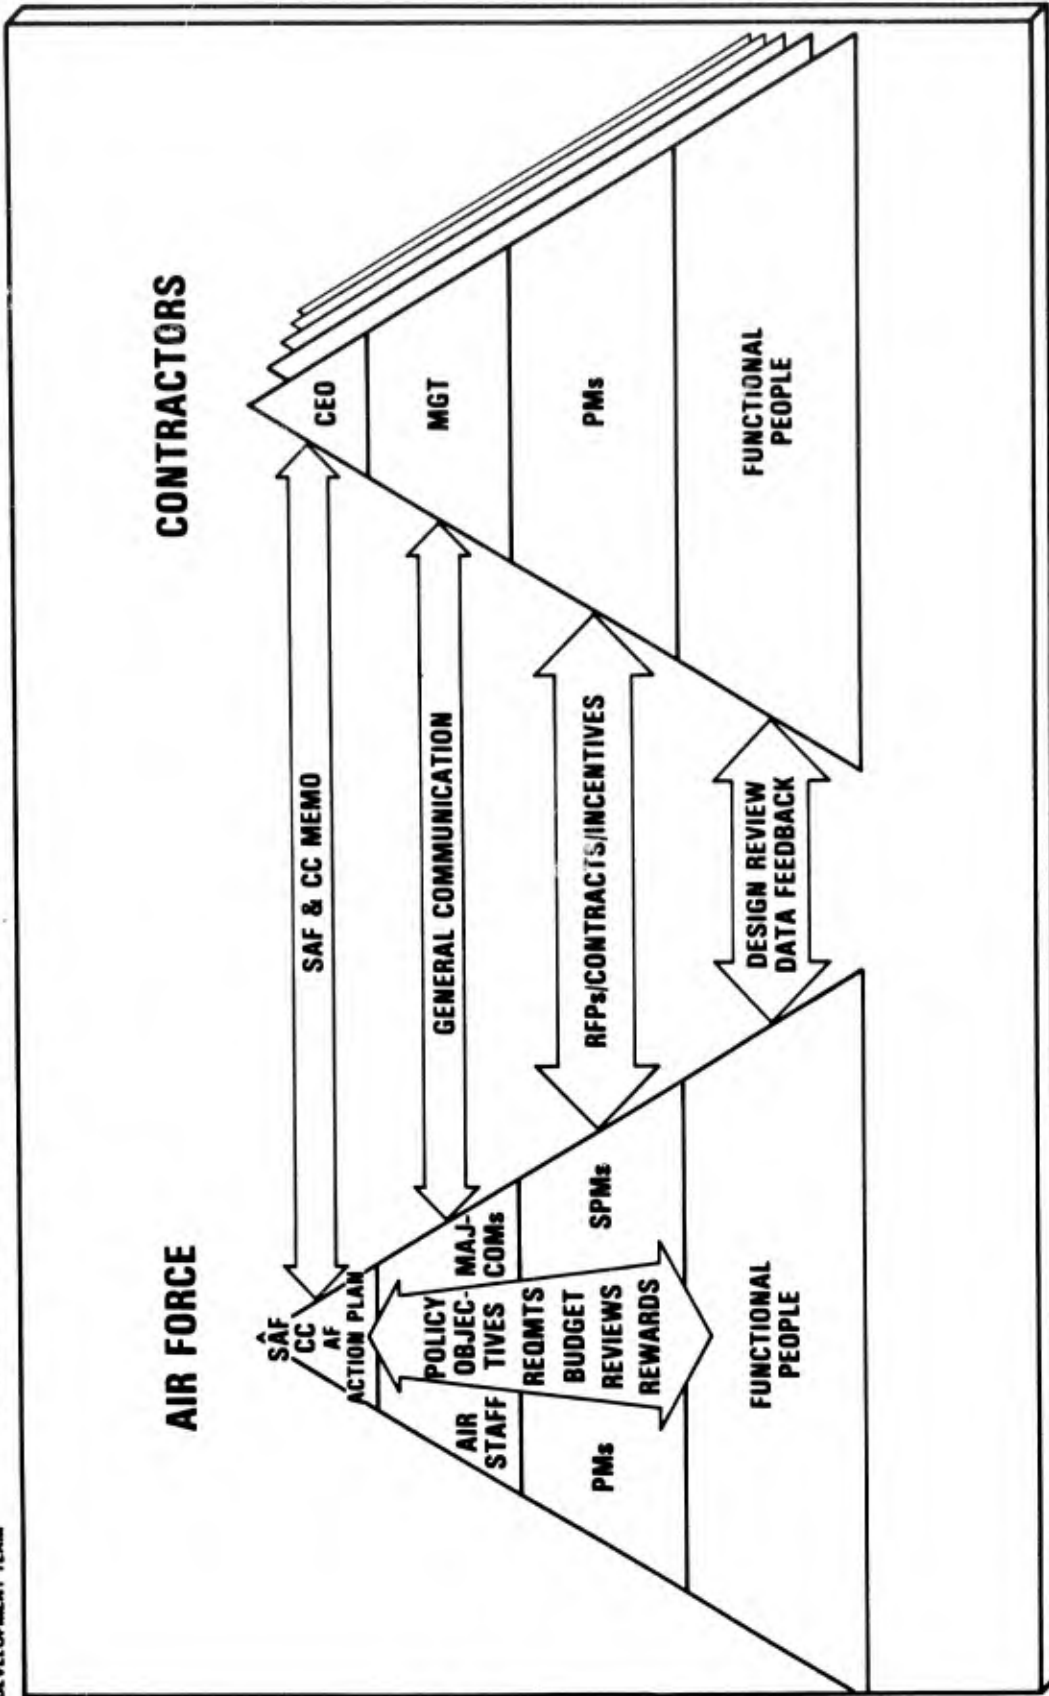 DEVELOPMENT TEAM
AIR FORCE
CONTRACTORS
SAF
CC
AF
ACTION PLAN
SAF & CC MEMO
CEO
AIR
STAFF
POLICY
OBJEC-
TIVES
REQMTS
BUDGET
REVIEWS
REWARDS
MAJ-
COMs
GENERAL COMMUNICATION
MGT
PMs
SPMs
RFPs/CONTRACTS/INCENTIVES
PMs
FUNCTIONAL
PEOPLE
DESIGN REVIEW
DATA FEEDBACK
FUNCTIONAL
PEOPLE